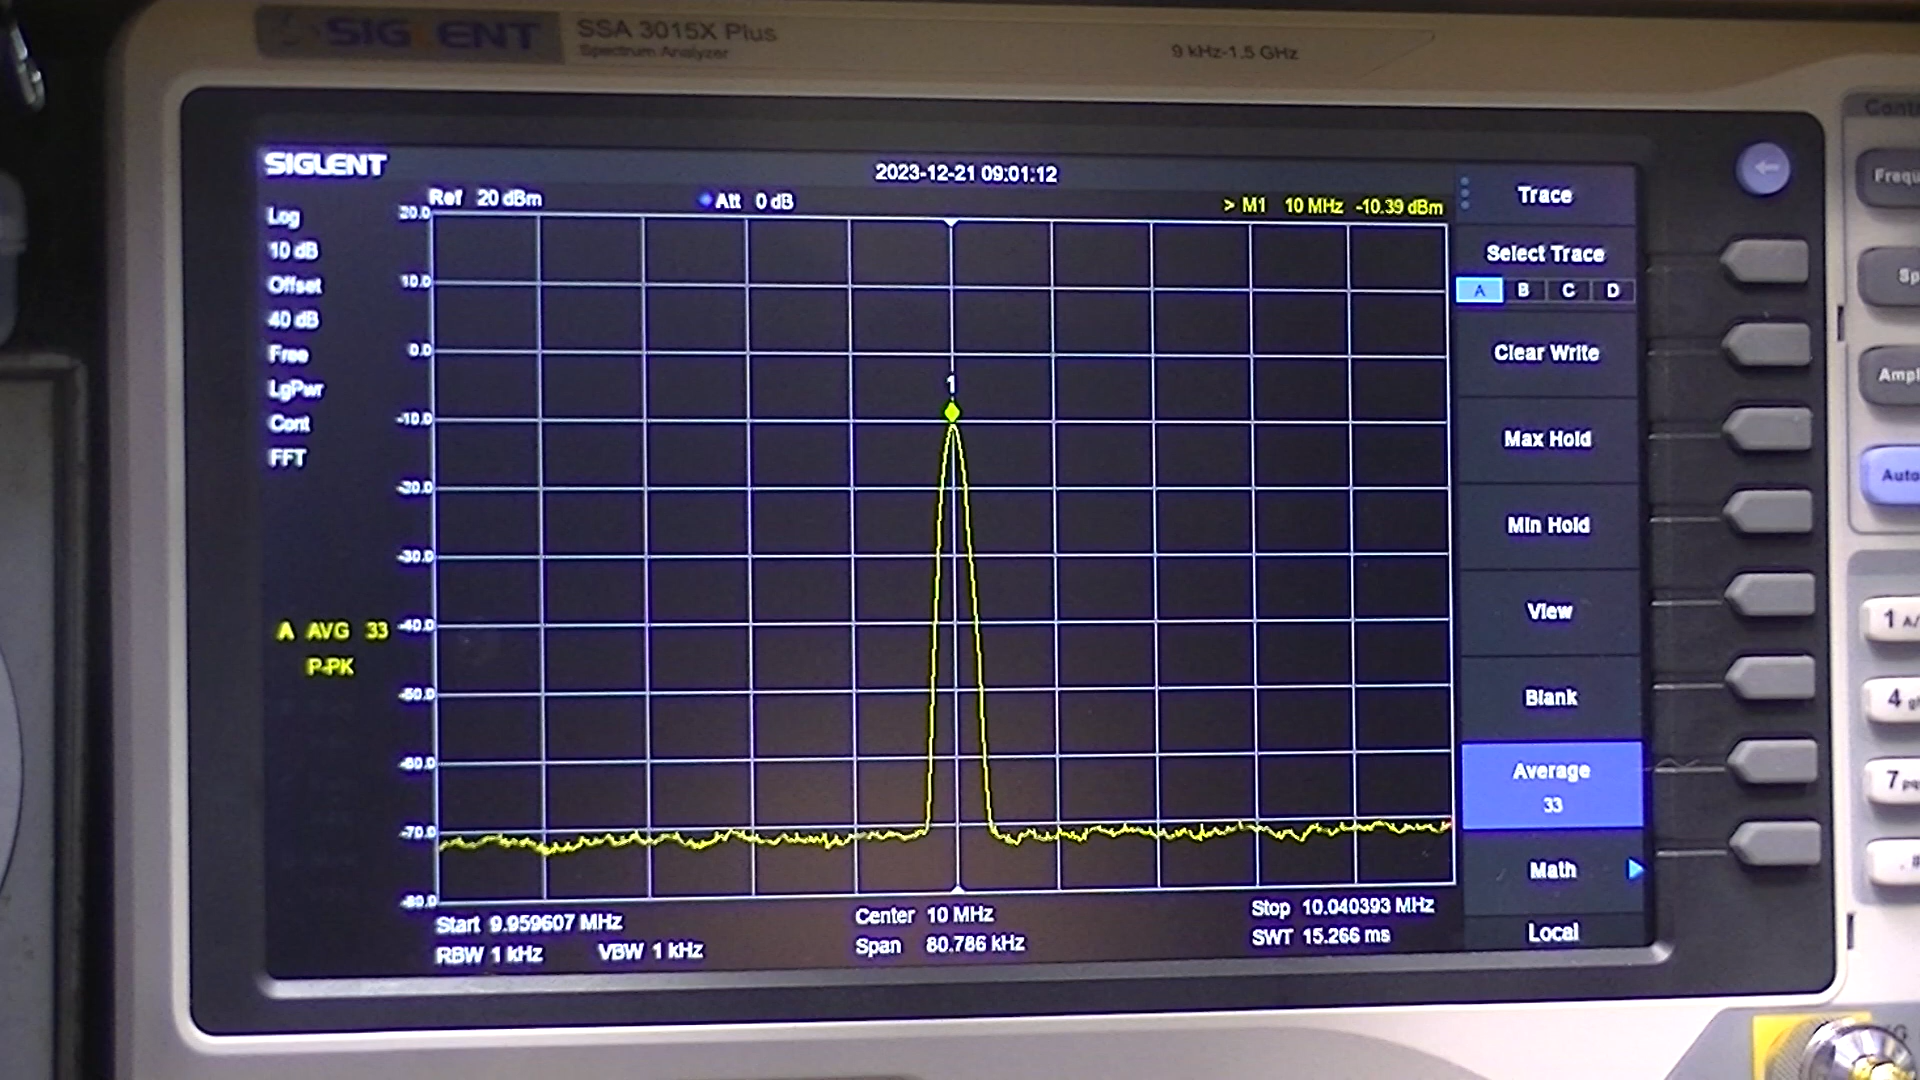 SIGLENT SSA 3015X Plus
Spectrum Analyzer
9 kHz-1.5 GHz
SIGLENT
2023-12-21 09:01:12
Ref 20 dBm
Att 0 dB
> M1 10 MHz -10.39 dBm
Log
10 dB
Offset
40 dB
Free
LgPwr
Cont
FFT
A AVG 33
P-PK
20.0
10.0
0.0
-10.0
-20.0
-30.0
-40.0
-50.0
-60.0
-70.0
-80.0
1
Start 9.959607 MHz
RBW 1 kHz
VBW 1 kHz
Center 10 MHz
Span 80.786 kHz
Stop 10.040393 MHz
SWT 15.266 ms
Trace
Select Trace
A B C D
Clear Write
Max Hold
Min Hold
View
Blank
Average
33
Math
Local
Cont
Frequ
Sp
Ampl
Auto
1 A/
4 g
7 pq